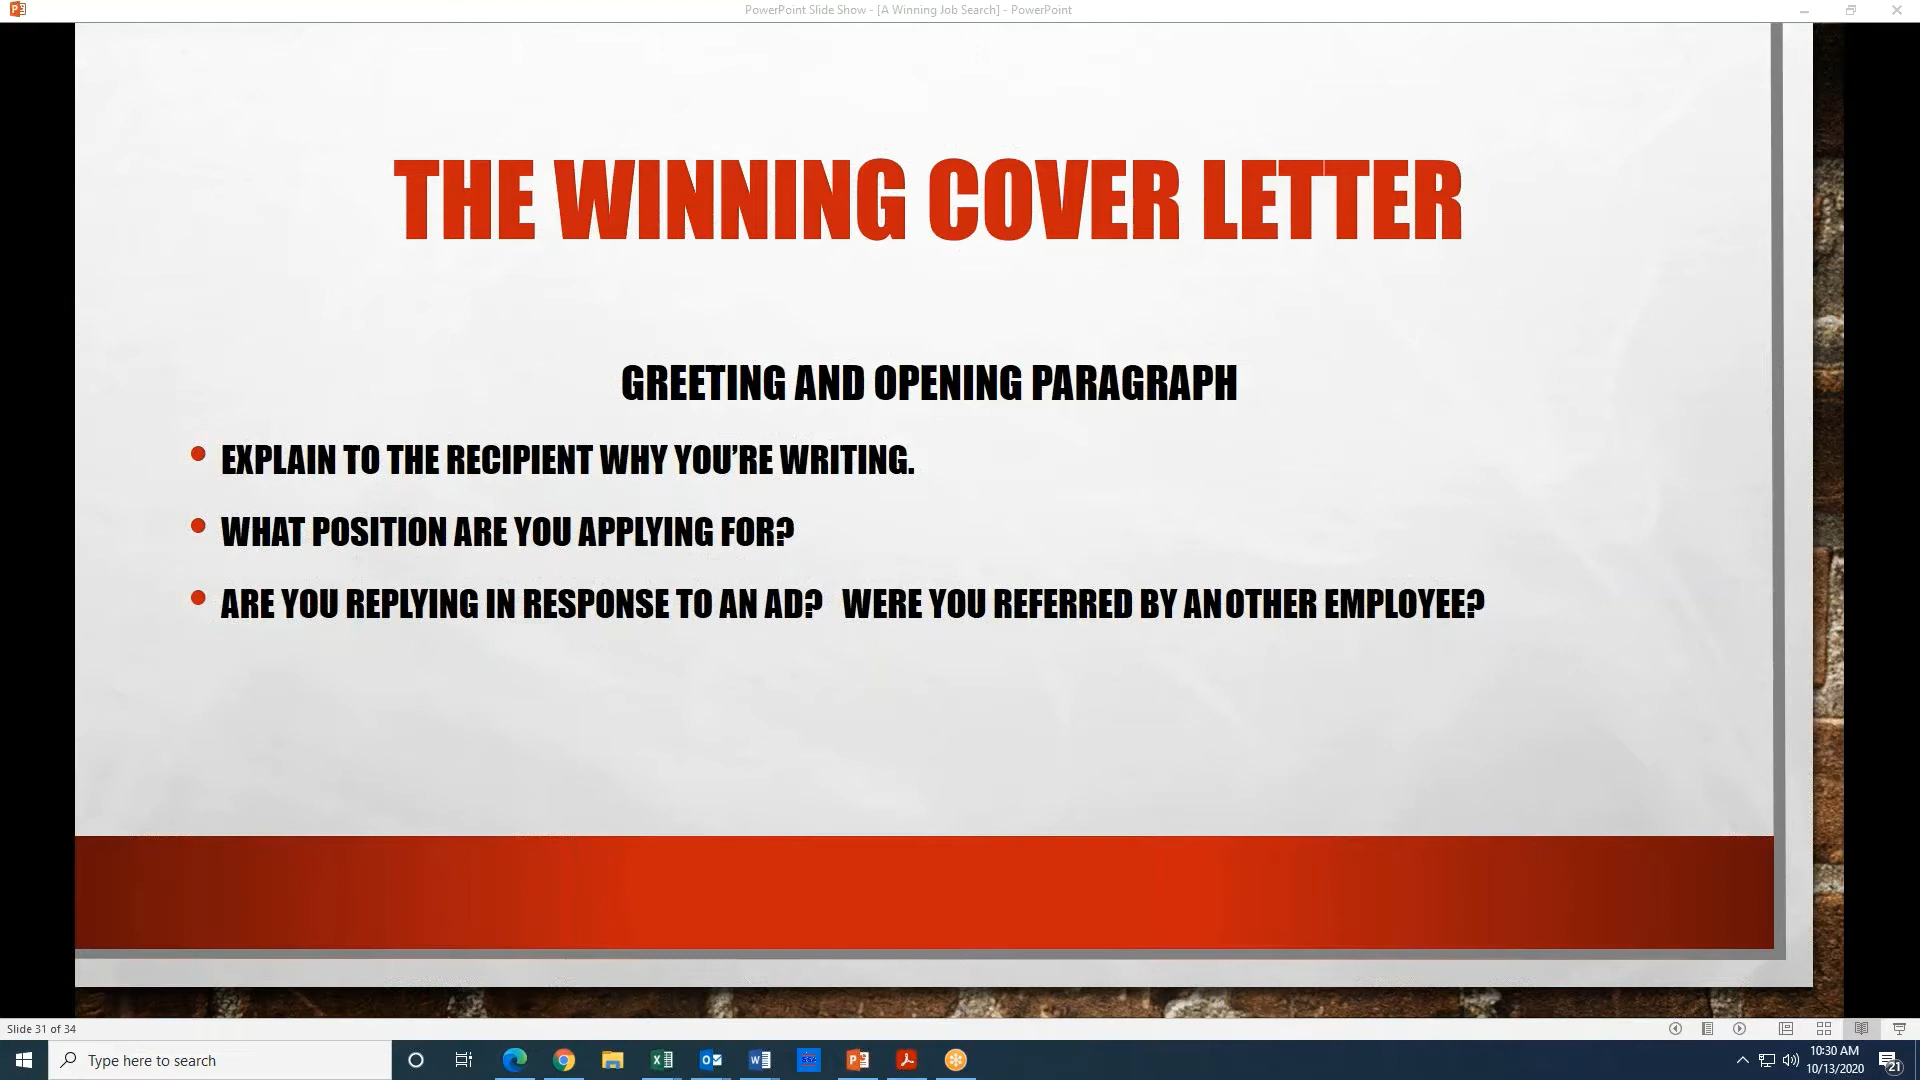 PowerPoint Slide Show - [A Winning Job Search] - PowerPoint
THE WINNING COVER LETTER
GREETING AND OPENING PARAGRAPH
• EXPLAIN TO THE RECIPIENT WHY YOU'RE WRITING.
• WHAT POSITION ARE YOU APPLYING FOR?
• ARE YOU REPLYING IN RESPONSE TO AN AD? WERE YOU REFERRED BY ANOTHER EMPLOYEE?
Slide 31 of 34
Type here to search
10:30 AM
10/13/2020
21